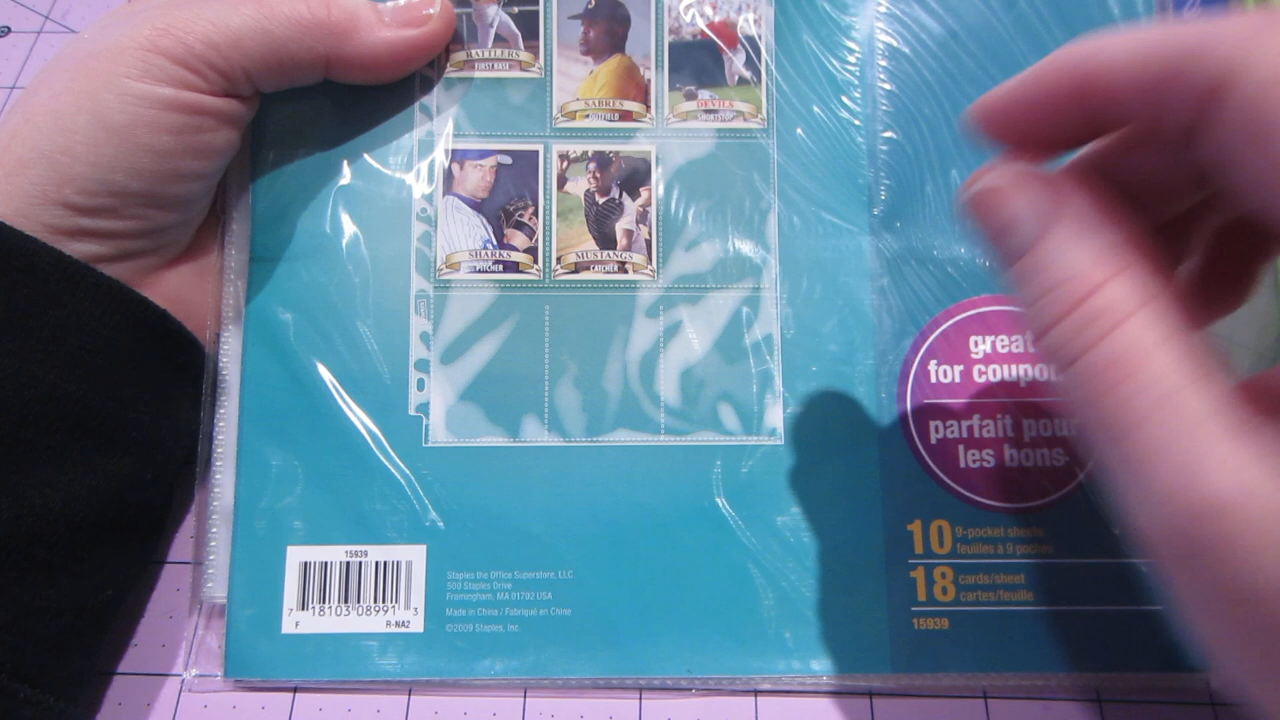 RATTLERS
FIRST BASE
SABRES
OUTFIELD
DEVILS
SHORTSTOP
SHARKS
PITCHER
MUSTANGS
CATCHER
great
for coupon
parfait pour
les bons
10 9-pocket sheets
feuilles à 9 poches
18 cards/sheet
cartes/feuille
15939
15939
7 18103 08991 3
F R-NA2
Staples the Office Superstore, LLC
500 Staples Drive
Framingham, MA 01702 USA
Made in China / Fabriqué en Chine
©2009 Staples, Inc.